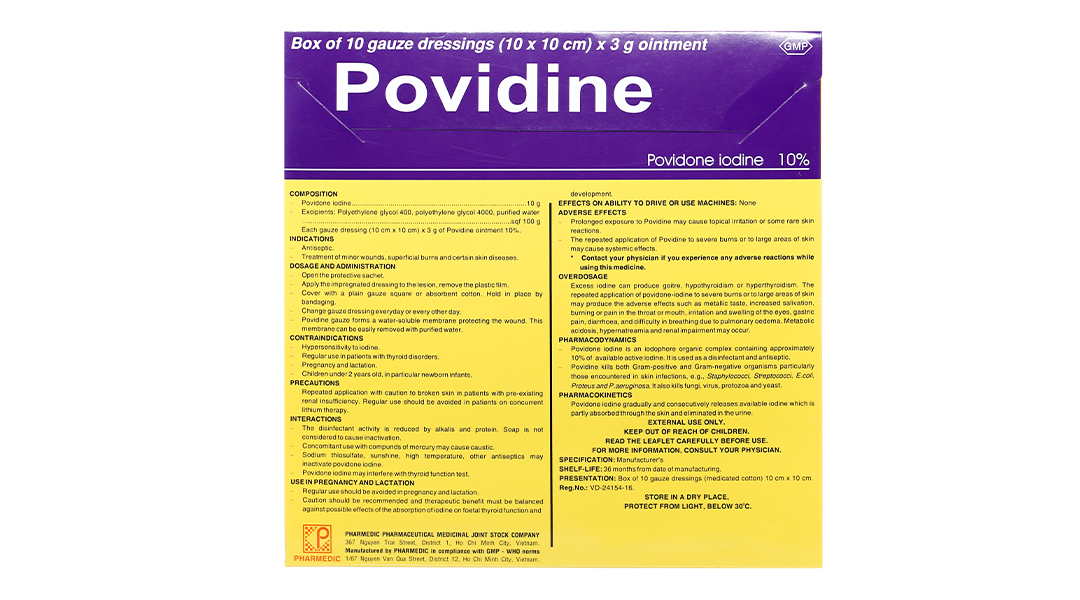 Box of 10 gauze dressings (10 x 10 cm) x 3 g ointment
GMP
Povidine
Povidone iodine 10%
COMPOSITION
- Povidone iodine..........................................................................10 g
- Excipients: Polyethylene glycol 400, polyethylene glycol 4000, purified water
..........................................................................................sqf 100 g
Each gauze dressing (10 cm x 10 cm) x 3 g of Povidine ointment 10%.
INDICATIONS
- Antiseptic.
- Treatment of minor wounds, superficial burns and certain skin diseases.
DOSAGE AND ADMINISTRATION
- Open the protective sachet.
- Apply the impregnated dressing to the lesion, remove the plastic film.
- Cover with a plain gauze square or absorbent cotton. Hold in place by
bandaging.
- Change gauze dressing everyday or every other day.
- Povidine gauze forms a water-soluble membrane protecting the wound. This
membrane can be easily removed with purified water.
CONTRAINDICATIONS
- Hypersensitivity to iodine.
- Regular use in patients with thyroid disorders.
- Pregnancy and lactation.
- Children under 2 years old, in particular newborn infants.
PRECAUTIONS
Repeated application with caution to broken skin in patients with pre-existing
renal insufficiency. Regular use should be avoided in patients on concurrent
lithium therapy.
INTERACTIONS
- The disinfectant activity is reduced by alkalis and protein. Soap is not
considered to cause inactivation.
- Concomitant use with compunds of mercury may cause caustic.
- Sodium thiosulfate, sunshine, high temperature, other antiseptics may
inactivate povidone iodine.
- Povidone iodine may interfere with thyroid function test.
USE IN PREGNANCY AND LACTATION
- Regular use should be avoided in pregnancy and lactation.
- Caution should be recommended and therapeutic benefit must be balanced
against possible effects of the absorption of iodine on foetal thyroid function and
PHARMEDIC
PHARMEDIC PHARMACEUTICAL MEDICINAL JOINT STOCK COMPANY
367 Nguyen Trai Street, District 1, Ho Chi Minh City, Vietnam.
Manufactured by PHARMEDIC in compliance with GMP - WHO norms
1/67 Nguyen Van Qua Street, District 12, Ho Chi Minh City, Vietnam.
development.
EFFECTS ON ABILITY TO DRIVE OR USE MACHINES: None
ADVERSE EFFECTS
- Prolonged exposure to Povidine may cause topical irritation or some rare skin
reactions.
- The repeated application of Povidine to severe burns or to large areas of skin
may cause systemic effects.
* Contact your physician if you experience any adverse reactions while
using this medicine.
OVERDOSAGE
Excess iodine can produce goitre, hypothyroidism or hyperthyroidism. The
repeated application of povidone-iodine to severe burns or to large areas of skin
may produce the adverse effects such as metallic taste, increased salivation,
burning or pain in the throat or mouth, irritation and swelling of the eyes, gastric
pain, diarrhoea, and difficulty in breathing due to pulmonary oedema. Metabolic
acidosis, hypernatraemia and renal impairment may occur.
PHARMACODYNAMICS
- Povidone iodine is an iodophore organic complex containing approximately
10% of available active iodine. It is used as a disinfectant and antiseptic.
- Povidine kills both Gram-positive and Gram-negative organisms particularly
those encountered in skin infections, e.g., Staphylococci, Streptococci, E.coli,
Proteus and P.aeruginosa. It also kills fungi, virus, protozoa and yeast.
PHARMACOKINETICS
Povidone iodine gradually and consecutively releases available iodine which is
partly absorbed through the skin and eliminated in the urine.
EXTERNAL USE ONLY.
KEEP OUT OF REACH OF CHILDREN.
READ THE LEAFLET CAREFULLY BEFORE USE.
FOR MORE INFORMATION, CONSULT YOUR PHYSICIAN.
SPECIFICATION: Manufacturer's
SHELF-LIFE: 36 months from date of manufacturing.
PRESENTATION: Box of 10 gauze dressings (medicated cotton) 10 cm x 10 cm.
Reg.No.: VD-24154-16.
STORE IN A DRY PLACE,
PROTECT FROM LIGHT, BELOW 30°C.